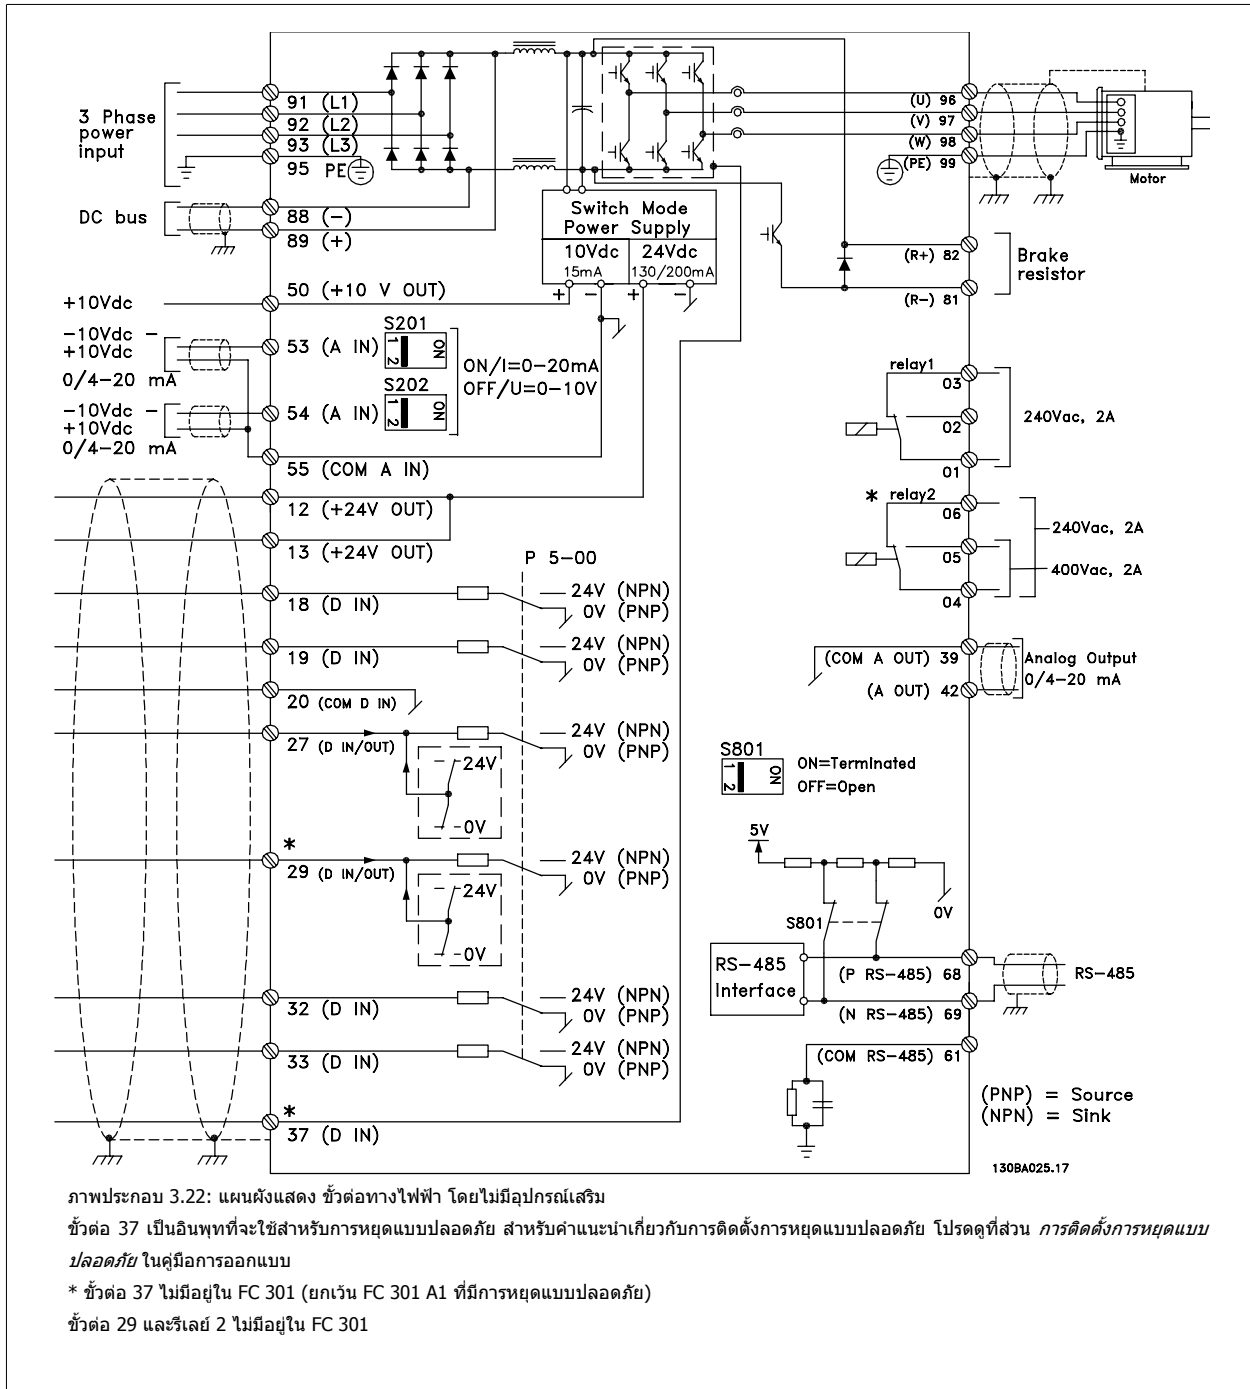 3 Phase
power
input
91 (L1)
92 (L2)
93 (L3)
95 PE
DC bus
88 (−)
89 (+)
Switch Mode
Power Supply
10Vdc
15mA
24Vdc
130/200mA
+ − + −
(U) 96
(V) 97
(W) 98
(PE) 99
Motor
(R+) 82
(R−) 81
Brake
resistor
+10Vdc
50 (+10 V OUT)
−10Vdc −
+10Vdc
0/4−20 mA
53 (A IN)
S201
1 2 ON
ON/I=0−20mA
OFF/U=0−10V
−10Vdc −
+10Vdc
0/4−20 mA
54 (A IN)
S202
1 2 ON
55 (COM A IN)
12 (+24V OUT)
13 (+24V OUT)
P 5-00
18 (D IN)
24V (NPN)
0V (PNP)
19 (D IN)
24V (NPN)
0V (PNP)
20 (COM D IN)
27 (D IN/OUT)
24V (NPN)
0V (PNP)
24V
0V
*
29 (D IN/OUT)
24V (NPN)
0V (PNP)
24V
0V
32 (D IN)
24V (NPN)
0V (PNP)
33 (D IN)
24V (NPN)
0V (PNP)
*
37 (D IN)
relay1
03
02
01
240Vac, 2A
* relay2
06
05
04
240Vac, 2A
400Vac, 2A
(COM A OUT) 39
(A OUT) 42
Analog Output
0/4−20 mA
S801
1 2 ON
ON=Terminated
OFF=Open
5V
0V
S801
RS−485
Interface
(P RS−485) 68
(N RS−485) 69
RS−485
(COM RS−485) 61
(PNP) = Source
(NPN) = Sink
130BA025.17
ภาพประกอบ 3.22: แผนผังแสดง ขั้วต่อทางไฟฟ้า โดยไม่มีอุปกรณ์เสริม
ขั้วต่อ 37 เป็นอินพุทที่จะใช้สำหรับการหยุดแบบปลอดภัย สำหรับคำแนะนำเกี่ยวกับการติดตั้งการหยุดแบบปลอดภัย โปรดดูที่ส่วน การติดตั้งการหยุดแบบ
ปลอดภัย ในคู่มือการออกแบบ
* ขั้วต่อ 37 ไม่มีอยู่ใน FC 301 (ยกเว้น FC 301 A1 ที่มีการหยุดแบบปลอดภัย)
ขั้วต่อ 29 และรีเลย์ 2 ไม่มีอยู่ใน FC 301